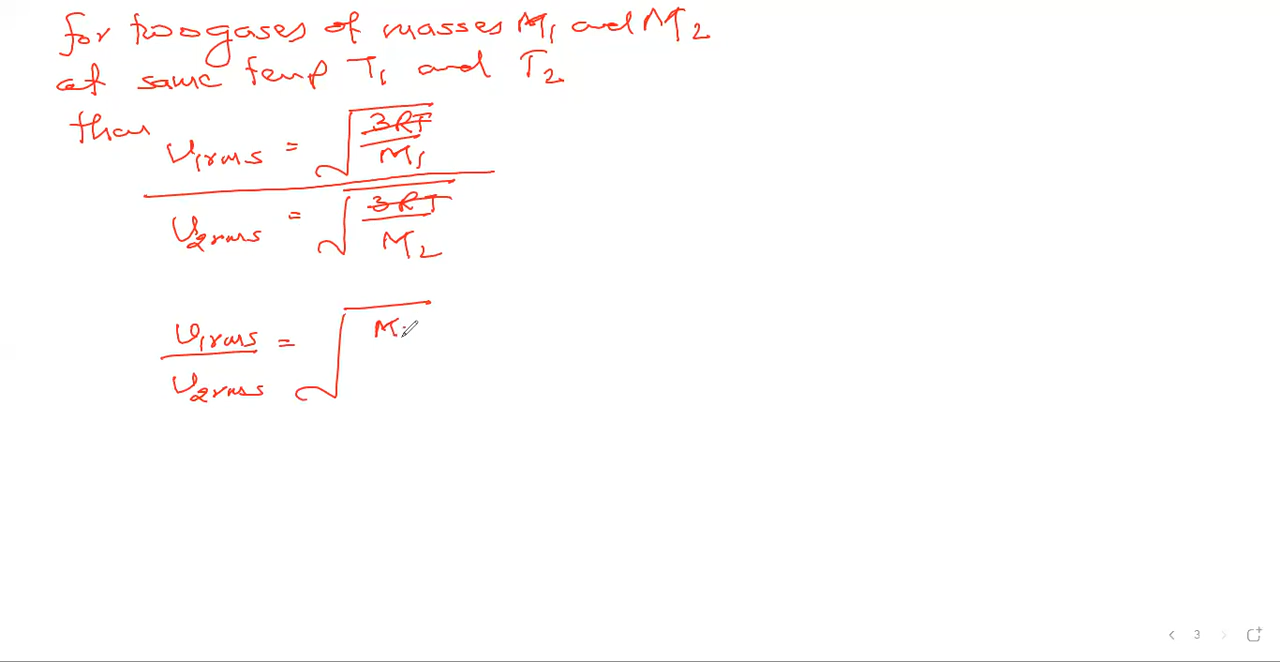 for two gases of masses M₁ and M₂
at same temp T₁ and T₂
then
v₁rms = √(3RT/M₁)
v₂rms = √(3RT/M₂)
v₁rms/v₂rms = √(M
3